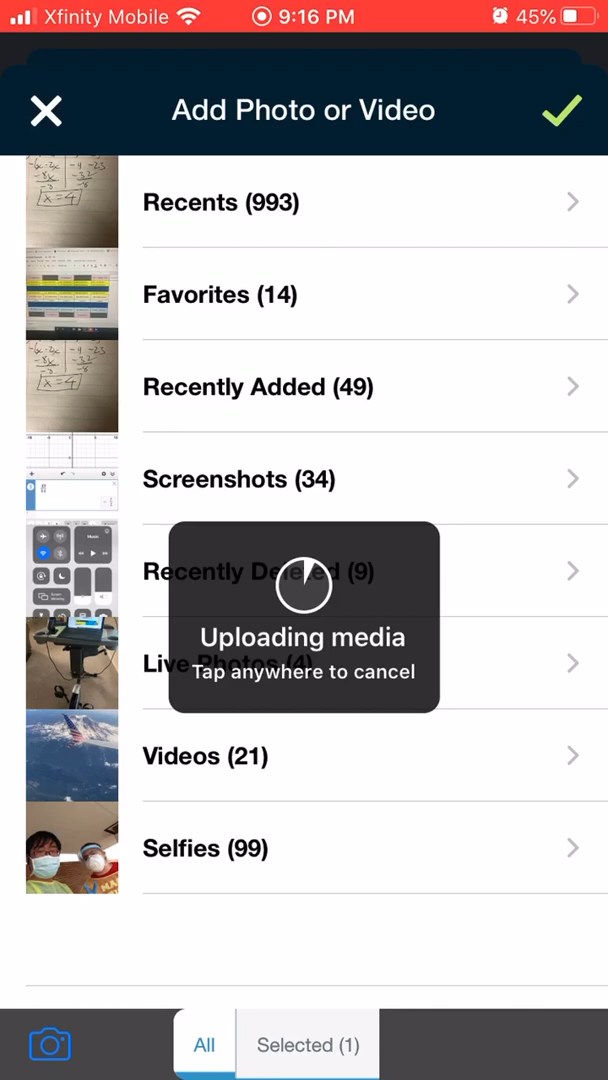 Xfinity Mobile 9:16 PM 45%
Add Photo or Video
Recents (993)
Favorites (14)
Recently Added (49)
Screenshots (34)
Recently Deleted (9)
Uploading media
Live Photos (4)
Tap anywhere to cancel
Videos (21)
Selfies (99)
All Selected (1)
x=4
x=4